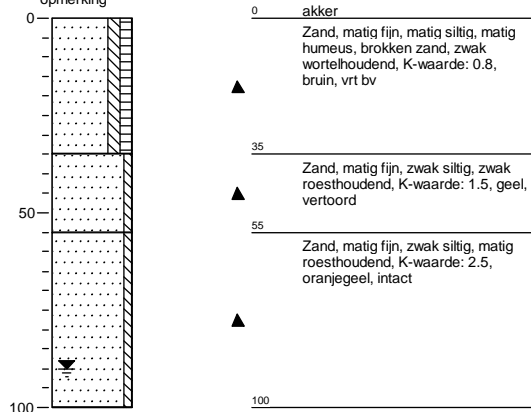 opmerking
0
50
100
0 akker
Zand, matig fijn, matig siltig, matig
humeus, brokken zand, zwak
wortelhoudend, K-waarde: 0.8,
bruin, vrt bv
35
Zand, matig fijn, zwak siltig, zwak
roesthoudend, K-waarde: 1.5, geel,
vertoord
55
Zand, matig fijn, zwak siltig, matig
roesthoudend, K-waarde: 2.5,
oranjegeel, intact
100